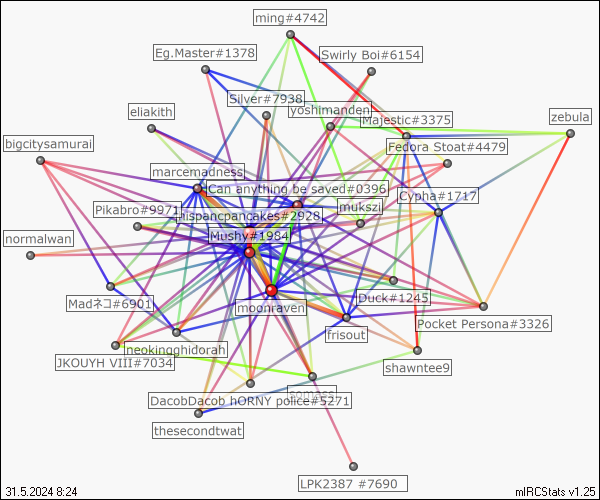 ming#4742
Eg.Master#1378
Swirly Boi#6154
Silver#7938
yoshimanden
eliakith
Majestic#3375
zebula
bigcitysamurai
Fedora Stoat#4479
marcemadness
Can anything be saved#0396
Cypha#1717
mukszi
Pikabro#9971
hispancpancakes#2928
normalwan
Mushy#1984
Madネコ#6901
Duck#1245
moonraven
Pocket Persona#3326
frisout
neokingghidorah
JKOUYH VIII#7034
shawntee9
DacobDacob hORNY police#5271
thesecondtwat
LPK2387 #7690
31.5.2024 8:24
mIRCStats v1.25